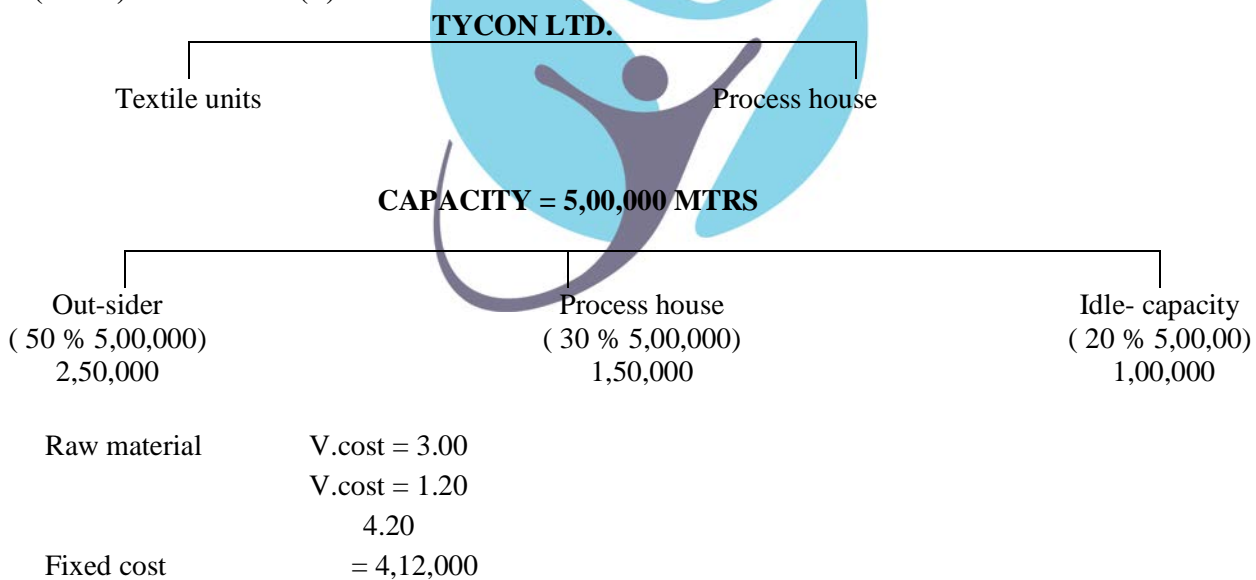 TYCON LTD.
Textile units Process house
CAPACITY = 5,00,000 MTRS
Out-sider Process house Idle- capacity
( 50 % 5,00,000) ( 30 % 5,00,000) ( 20 % 5,00,00)
2,50,000 1,50,000 1,00,000
Raw material V.cost = 3.00
V.cost = 1.20
4.20
Fixed cost = 4,12,000